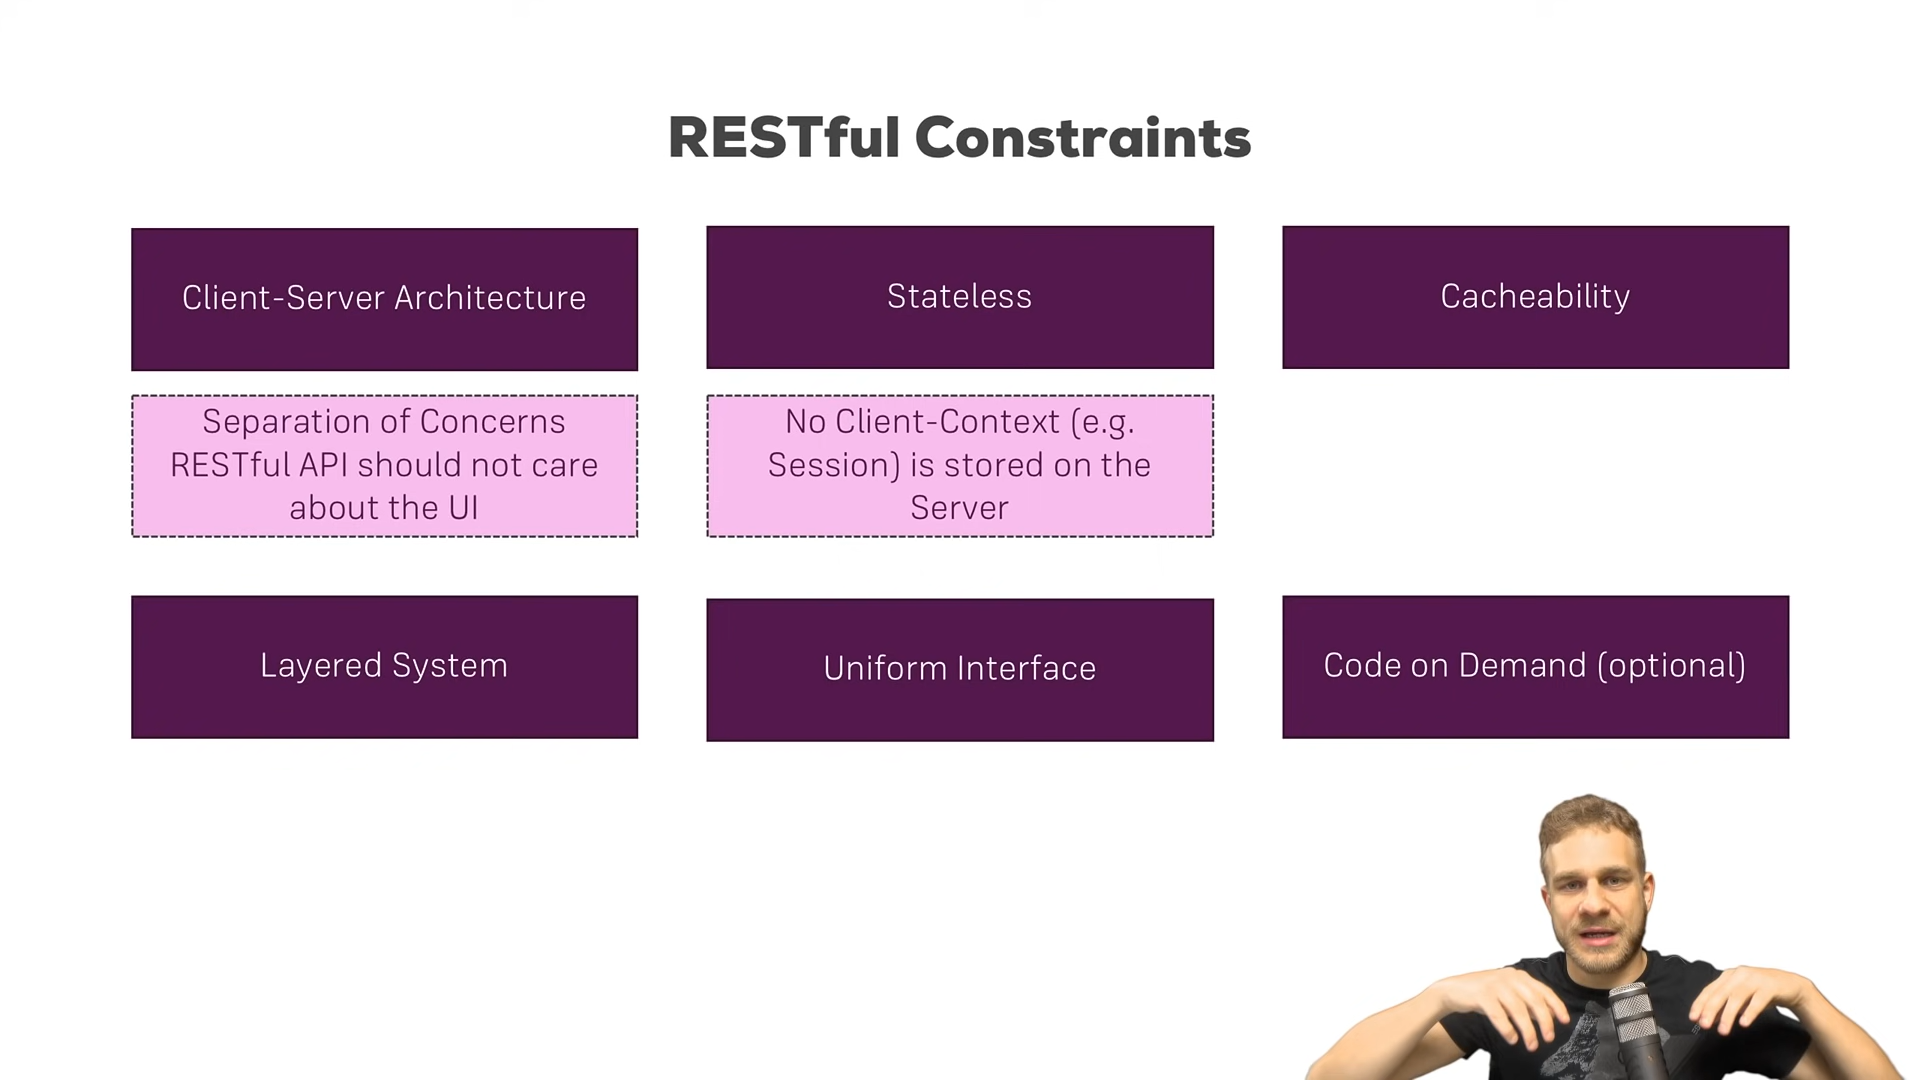 RESTful Constraints
Client-Server Architecture
Stateless
Cacheability
Separation of Concerns
RESTful API should not care
about the UI
No Client-Context (e.g.
Session) is stored on the
Server
Layered System
Uniform Interface
Code on Demand (optional)